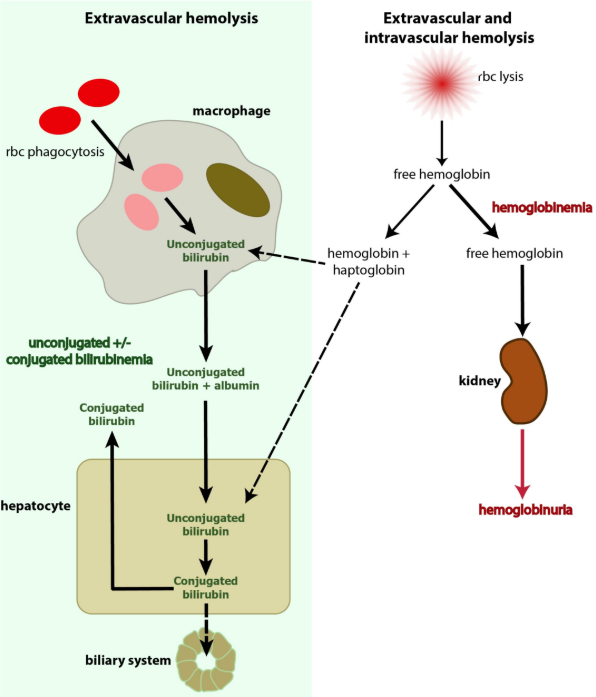 Extravascular hemolysis
Extravascular and
intravascular hemolysis
rbc lysis
macrophage
rbc phagocytosis
free hemoglobin
hemoglobinemia
Unconjugated
bilirubin
hemoglobin +
haptoglobin
free hemoglobin
unconjugated +/-
conjugated bilirubinemia
Unconjugated
bilirubin + albumin
kidney
Conjugated
bilirubin
hepatocyte
Unconjugated
bilirubin
hemoglobinuria
Conjugated
bilirubin
biliary system